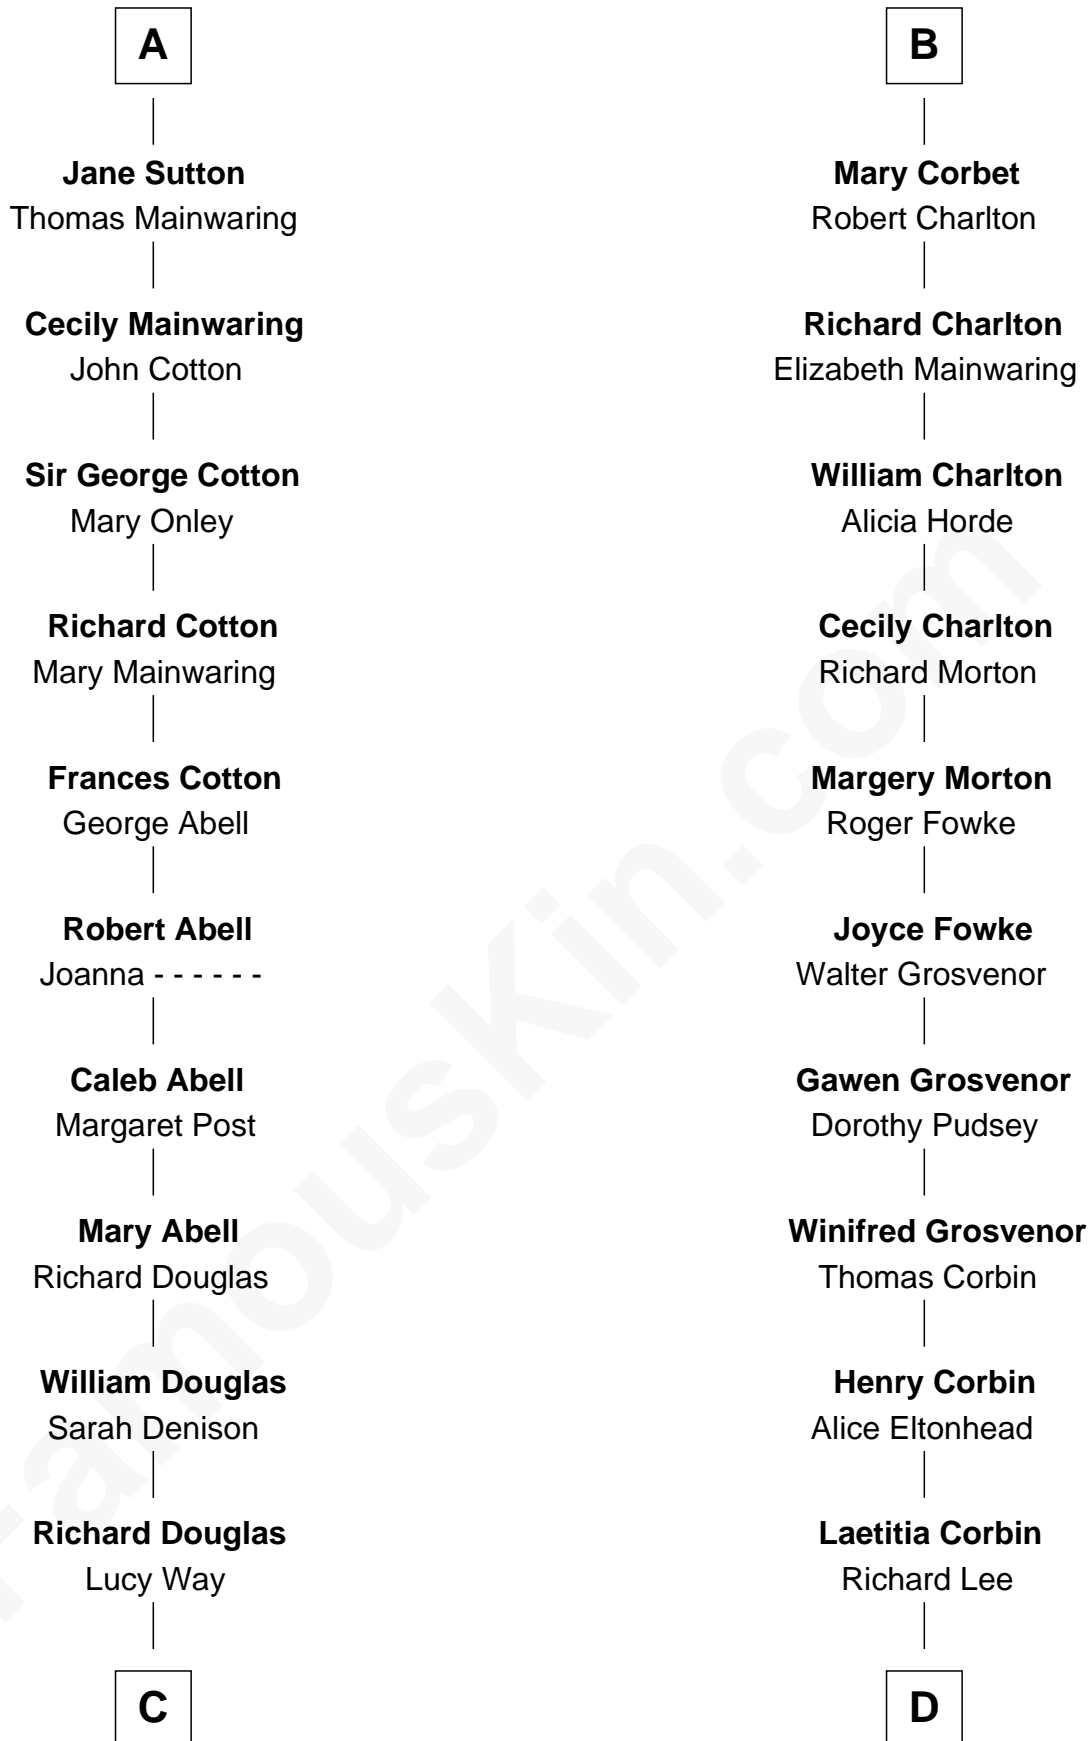 A
Jane Sutton
Thomas Mainwaring
Cecily Mainwaring
John Cotton
Sir George Cotton
Mary Onley
Richard Cotton
Mary Mainwaring
Frances Cotton
George Abell
Robert Abell
Joanna - - - - - -
Caleb Abell
Margaret Post
Mary Abell
Richard Douglas
William Douglas
Sarah Denison
Richard Douglas
Lucy Way
C
B
Mary Corbet
Robert Charlton
Richard Charlton
Elizabeth Mainwaring
William Charlton
Alicia Horde
Cecily Charlton
Richard Morton
Margery Morton
Roger Fowke
Joyce Fowke
Walter Grosvenor
Gawen Grosvenor
Dorothy Pudsey
Winifred Grosvenor
Thomas Corbin
Henry Corbin
Alice Eltonhead
Laetitia Corbin
Richard Lee
D
FamousKin.com